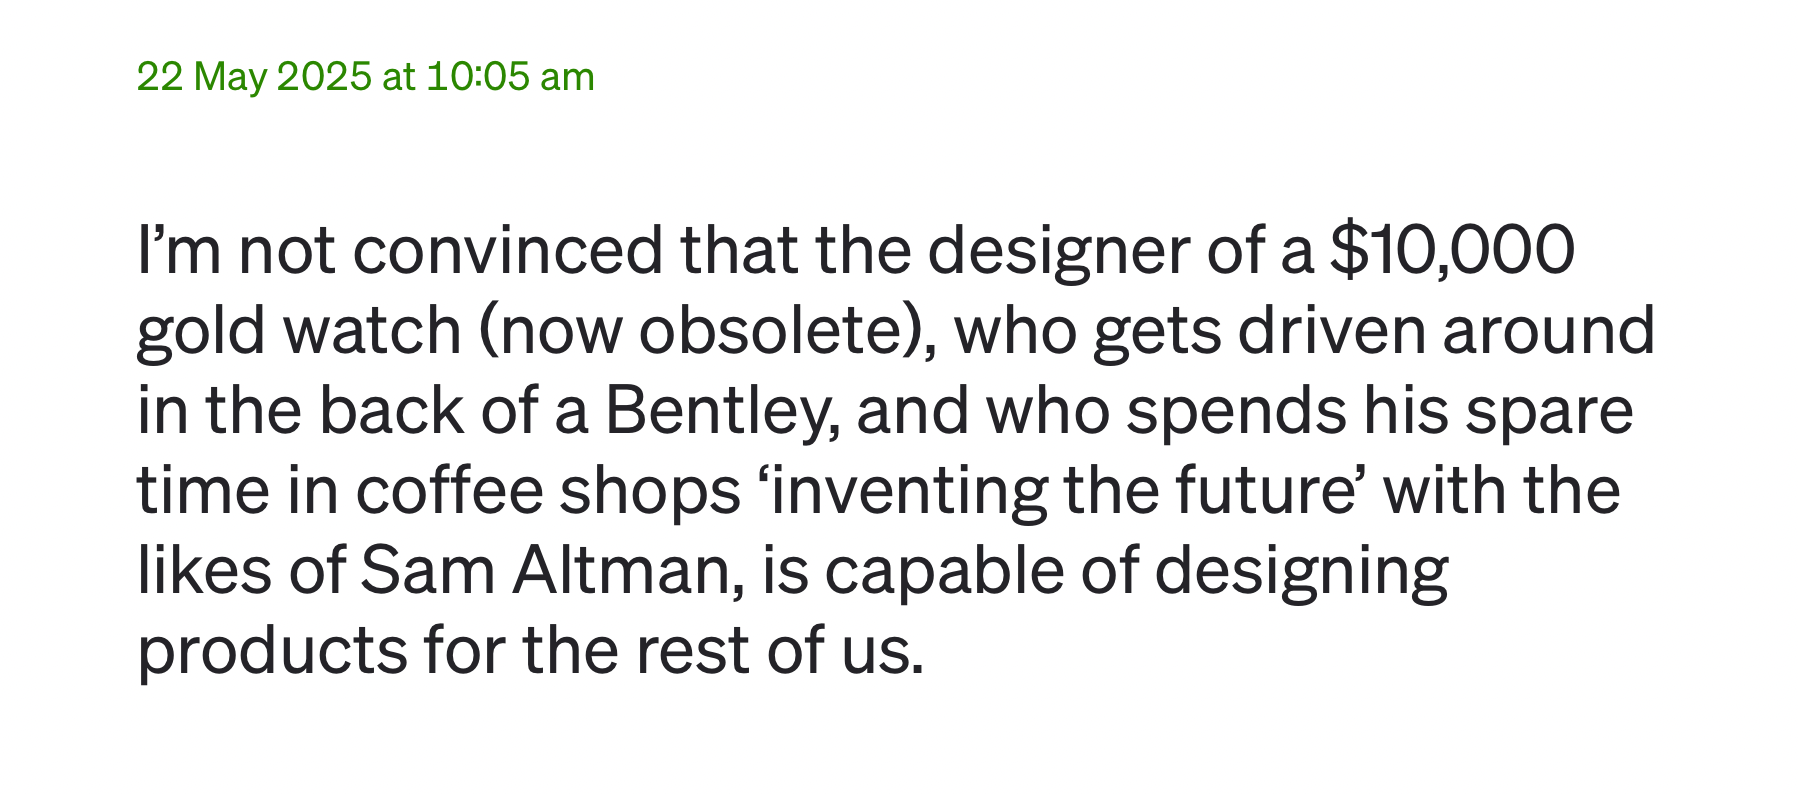 22 May 2025 at 10:05 am
I’m not convinced that the designer of a $10,000
gold watch (now obsolete), who gets driven around
in the back of a Bentley, and who spends his spare
time in coffee shops ‘inventing the future’ with the
likes of Sam Altman, is capable of designing
products for the rest of us.